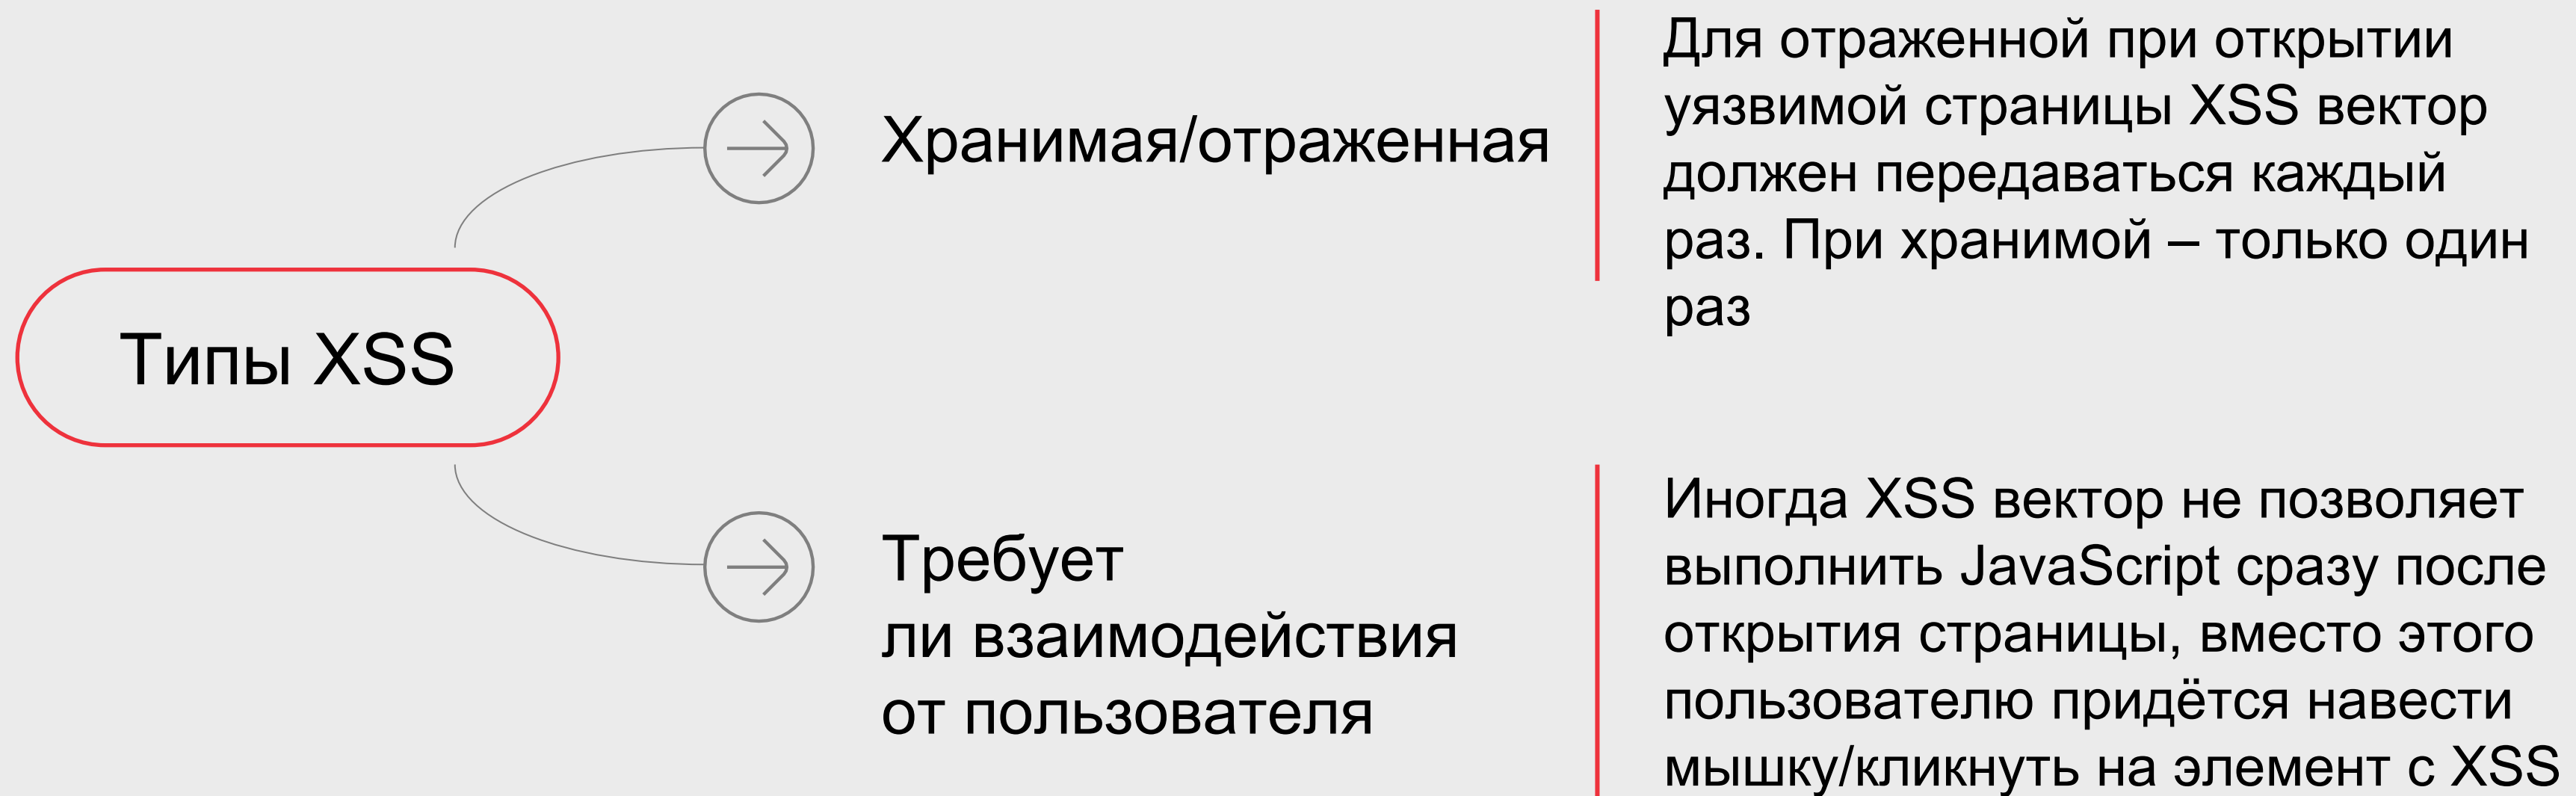 Типы XSS
Хранимая/отраженная
Для отраженной при открытии
уязвимой страницы XSS вектор
должен передаваться каждый
раз. При хранимой – только один
раз
Требует
ли взаимодействия
от пользователя
Иногда XSS вектор не позволяет
выполнить JavaScript сразу после
открытия страницы, вместо этого
пользователю придётся навести
мышку/кликнуть на элемент с XSS